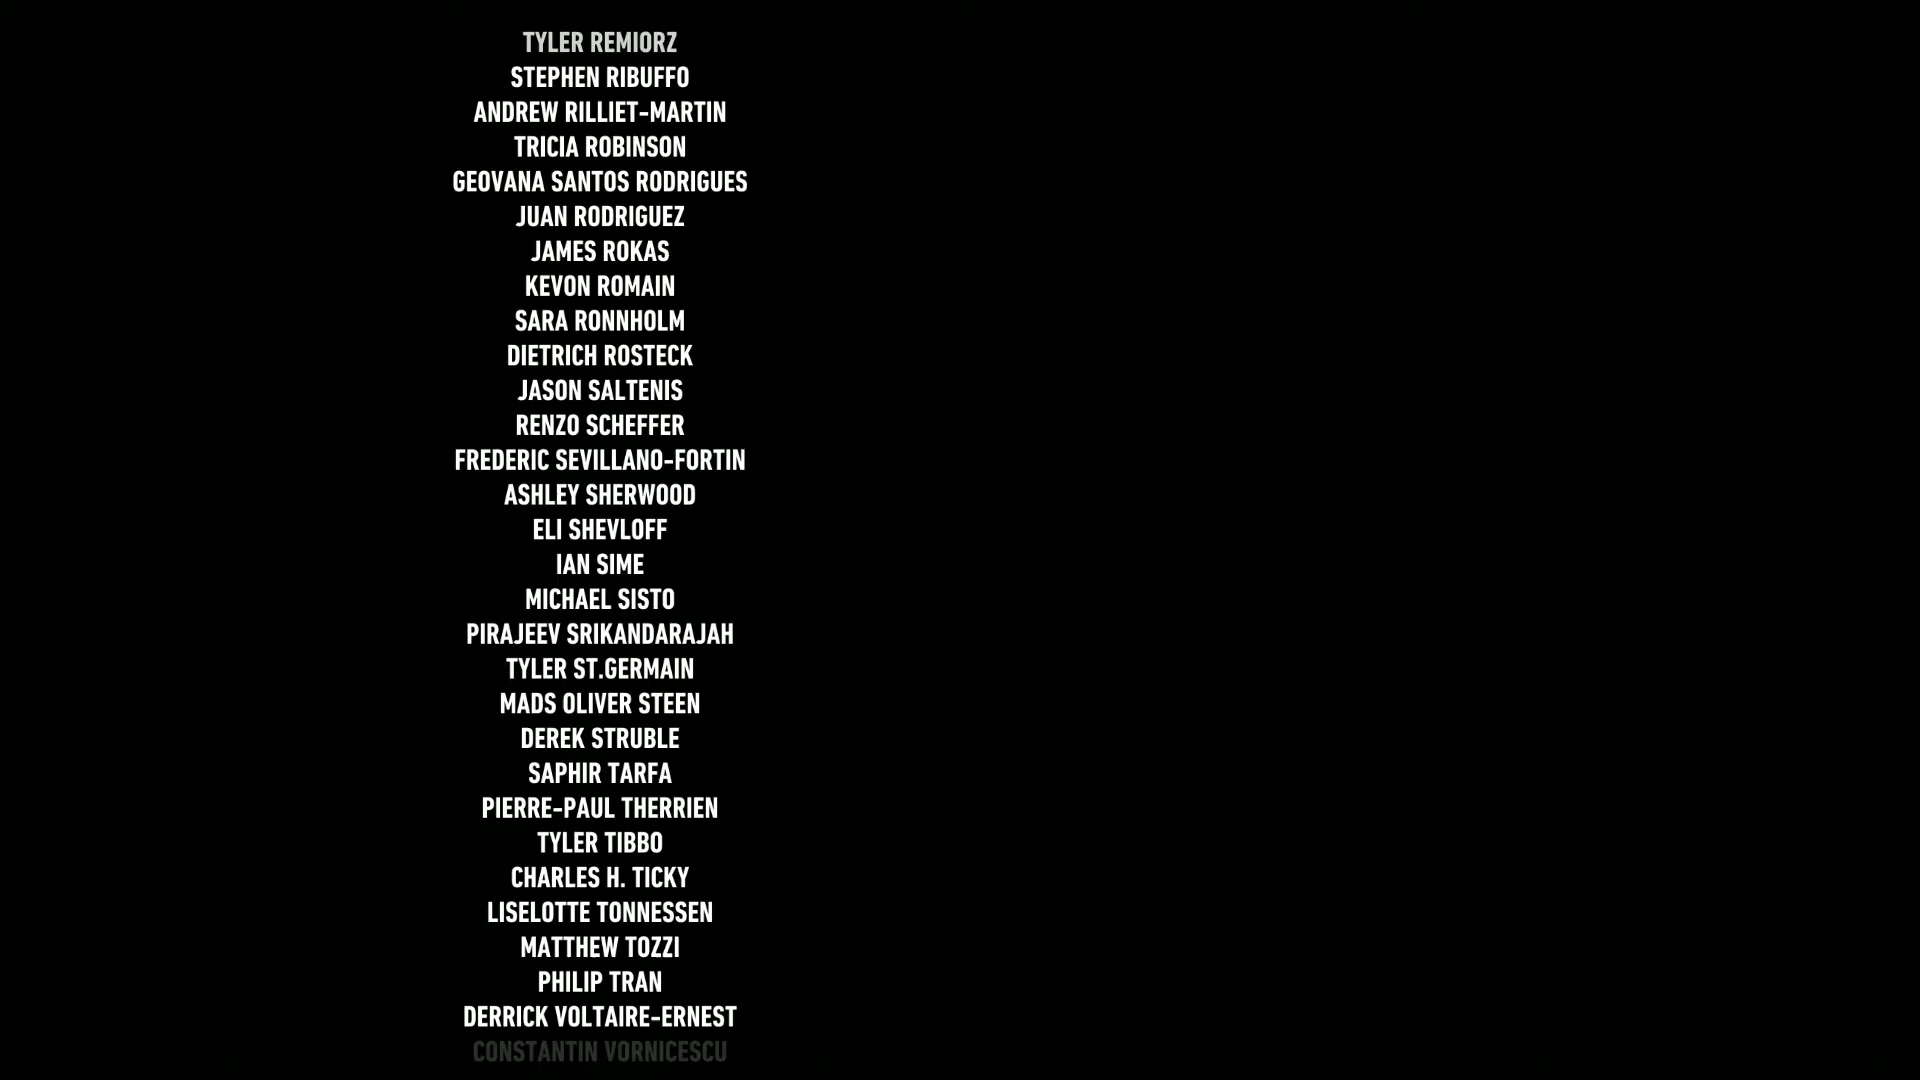 TYLER REMIORZ
STEPHEN RIBUFFO
ANDREW RILLIET-MARTIN
TRICIA ROBINSON
GEOVANA SANTOS RODRIGUES
JUAN RODRIGUEZ
JAMES ROKAS
KEVON ROMAIN
SARA RONNHOLM
DIETRICH ROSTECK
JASON SALTENIS
RENZO SCHEFFER
FREDERIC SEVILLANO-FORTIN
ASHLEY SHERWOOD
ELI SHEVLOFF
IAN SIME
MICHAEL SISTO
PIRAJEEV SRIKANDARAJAH
TYLER ST.GERMAIN
MADS OLIVER STEEN
DEREK STRUBLE
SAPHIR TARFA
PIERRE-PAUL THERRIEN
TYLER TIBBO
CHARLES H. TICKY
LISELOTTE TONNESSEN
MATTHEW TOZZI
PHILIP TRAN
DERRICK VOLTAIRE-ERNEST
CONSTANTIN VORNICESCU